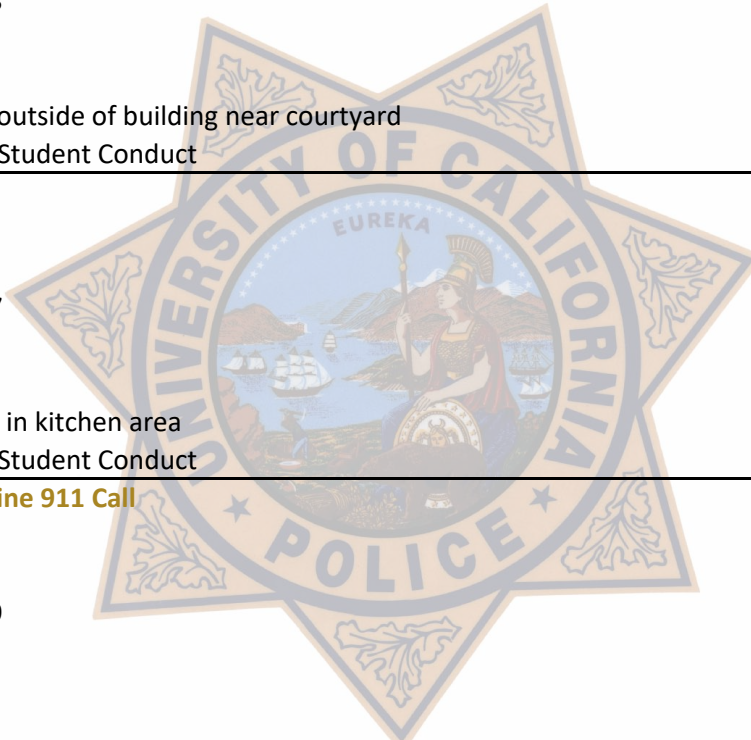 outside of building near courtyard
Student Conduct
UNIVERSITY OF CALIFORNIA
EUREKA
in kitchen area
Student Conduct
ine 911 Call
POLICE